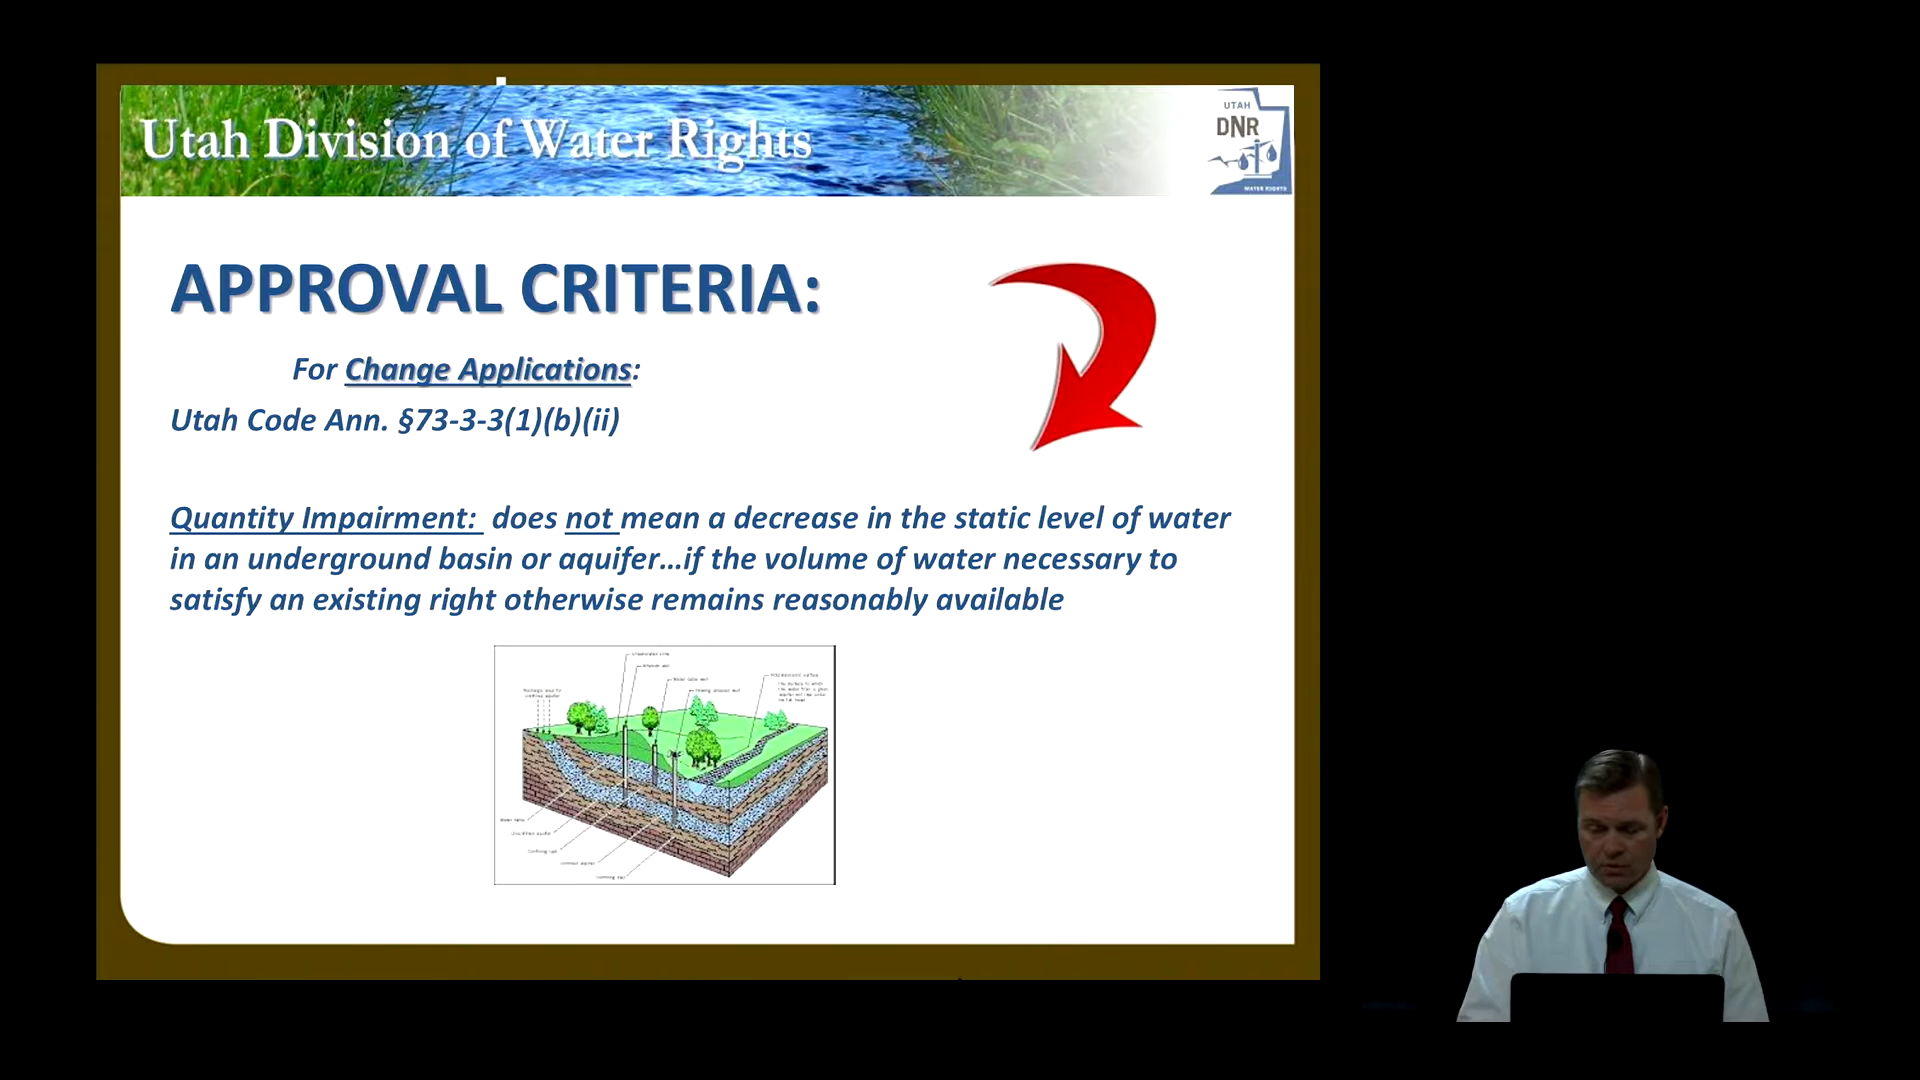 Utah Division of Water Rights
UTAH
DNR
WATER RIGHTS
APPROVAL CRITERIA:
For Change Applications:
Utah Code Ann. §73-3-3(1)(b)(ii)
Quantity Impairment: does not mean a decrease in the static level of water
in an underground basin or aquifer...if the volume of water necessary to
satisfy an existing right otherwise remains reasonably available